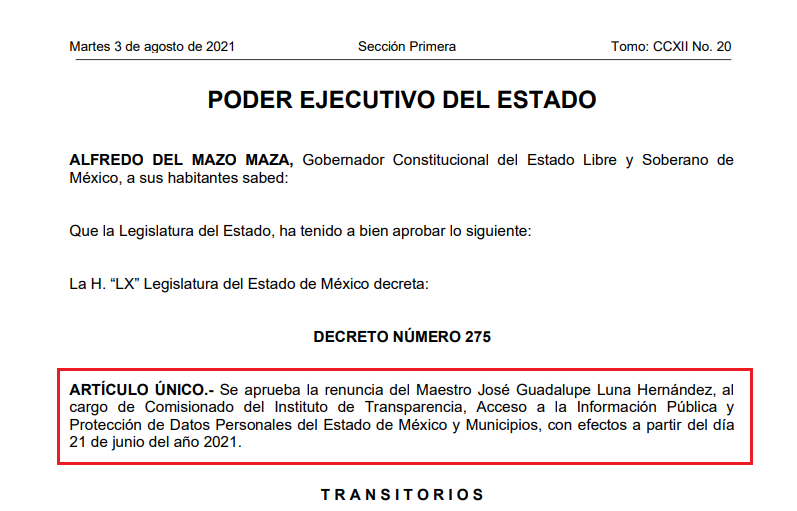 Martes 3 de agosto de 2021 Sección Primera Tomo: CCXII No. 20
PODER EJECUTIVO DEL ESTADO
ALFREDO DEL MAZO MAZA, Gobernador Constitucional del Estado Libre y Soberano de
México, a sus habitantes sabed:
Que la Legislatura del Estado, ha tenido a bien aprobar lo siguiente:
La H. “LX” Legislatura del Estado de México decreta:
DECRETO NÚMERO 275
ARTÍCULO ÚNICO.- Se aprueba la renuncia del Maestro José Guadalupe Luna Hernández, al
cargo de Comisionado del Instituto de Transparencia, Acceso a la Información Pública y
Protección de Datos Personales del Estado de México y Municipios, con efectos a partir del día
21 de junio del año 2021.
T R A N S I T O R I O S